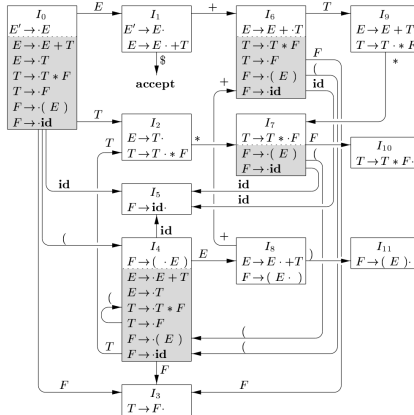 I₀
E′→·E
E→·E+T
E→·T
T→·T*F
T→·F
F→·( E )
F→·id
E
I₁
E′→E·
E→E·+T
$
accept
+
I₆
E→E+·T
T→·T*F
T→·F
F→·( E )
F→·id
T
I₉
E→E+T·
T→T·*F
*
F
(
id
+
T
I₂
E→T·
T→T·*F
T
*
I₇
T→T*·F
F→·( E )
F→·id
F
(
I₁₀
T→T*F·
id
id
id
I₅
F→id·
id
(
I₄
F→( ·E )
E→·E+T
E→·T
T→·T*F
T→·F
F→·( E )
F→·id
(
T
E
I₈
E→E·+T
F→( E· )
)
I₁₁
F→( E )·
(
(
F
F
F
I₃
T→F·